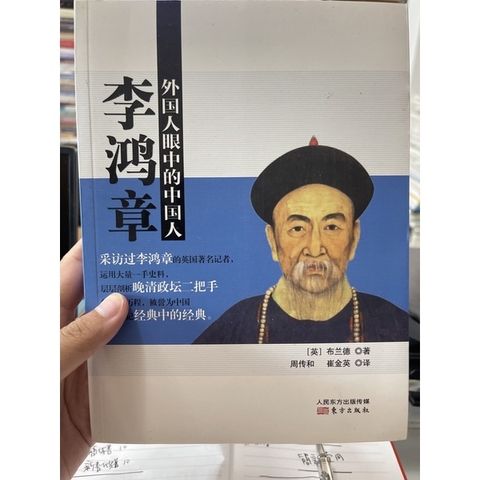 外国人眼中的中国人
李鸿章
采访过李鸿章的英国著名记者，
运用大量一手史料，
层层剖析晚清政坛二把手
历程，被誉为中国
经典中的经典。
［英］布兰德 ◎ 著
周传和 崔金英 ◎ 译
人民东方出版传媒
东方出版社